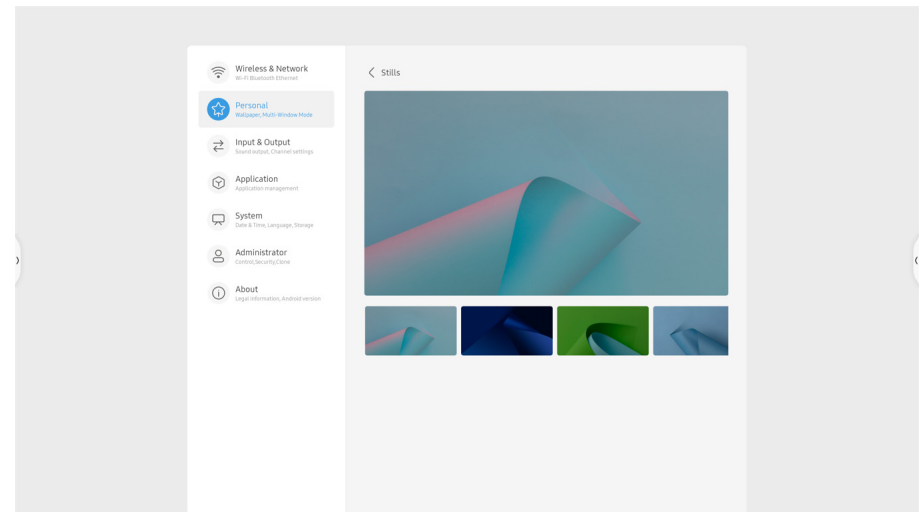 Wireless & Network
Wi-Fi Bluetooth Ethernet
Personal
Wallpaper, Multi-Window Mode
Input & Output
Sound output, Channel settings
Application
Application management
System
Date & Time, Language, Storage
Administrator
Control,Security,Clone
About
Legal information, Android version
Stills